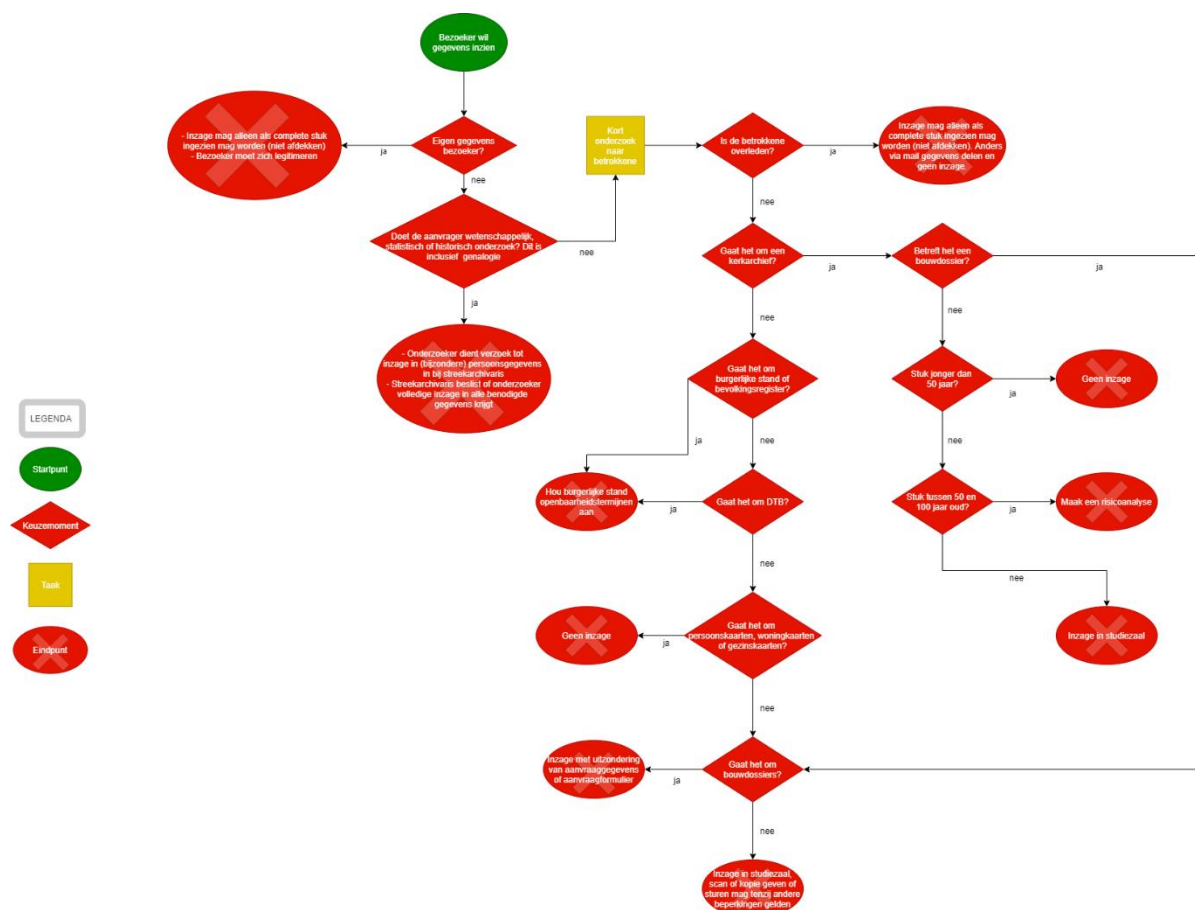 Bezoeker wil
gegevens inzien
- Inzage mag alleen als complete stuk
ingezien mag worden (niet afdekken)
- Bezoeker moet zich legitimeren
ja
Eigen gegevens
bezoeker?
nee
Doet de aanvrager wetenschappelijk,
statistisch of historisch onderzoek? Dit is
inclusief genalogie
nee
ja
- Onderzoeker dient verzoek tot
inzage in (bijzondere) persoonsgegevens
in bij streekarchivaris
- Streekarchivaris beslist of onderzoeker
volledige inzage in alle benodigde
gegevens krijgt
Kort
onderzoek
naar
betrokkene
Is de betrokkene
overleden?
ja
Inzage mag alleen als
complete stuk ingezien mag
worden (niet afdekken). Anders
via mail gegevens delen en
geen inzage
nee
Gaat het om een
kerkarchief?
ja
Betreft het een
bouwdossier?
ja
nee
nee
Gaat het om
burgerlijke stand of
bevolkingsregister?
Stuk jonger dan
50 jaar?
ja
Geen inzage
ja
nee
nee
Hou burgerlijke stand
openbaarheidstermijnen
aan
ja
Gaat het om DTB?
Stuk tussen 50 en
100 jaar oud?
ja
Maak een risicoanalyse
nee
nee
Inzage in studiezaal
Geen inzage
ja
Gaat het om
persoonskaarten, woningkaarten
of gezinskaarten?
nee
Inzage met uitzondering
van aanvraaggegevens
of aanvraagformulier
ja
Gaat het om
bouwdossiers?
nee
Inzage in studiezaal,
scan of kopie geven of
sturen mag tenzij andere
beperkingen gelden
LEGENDA
Startpunt
Keuzemoment
Taak
Eindpunt